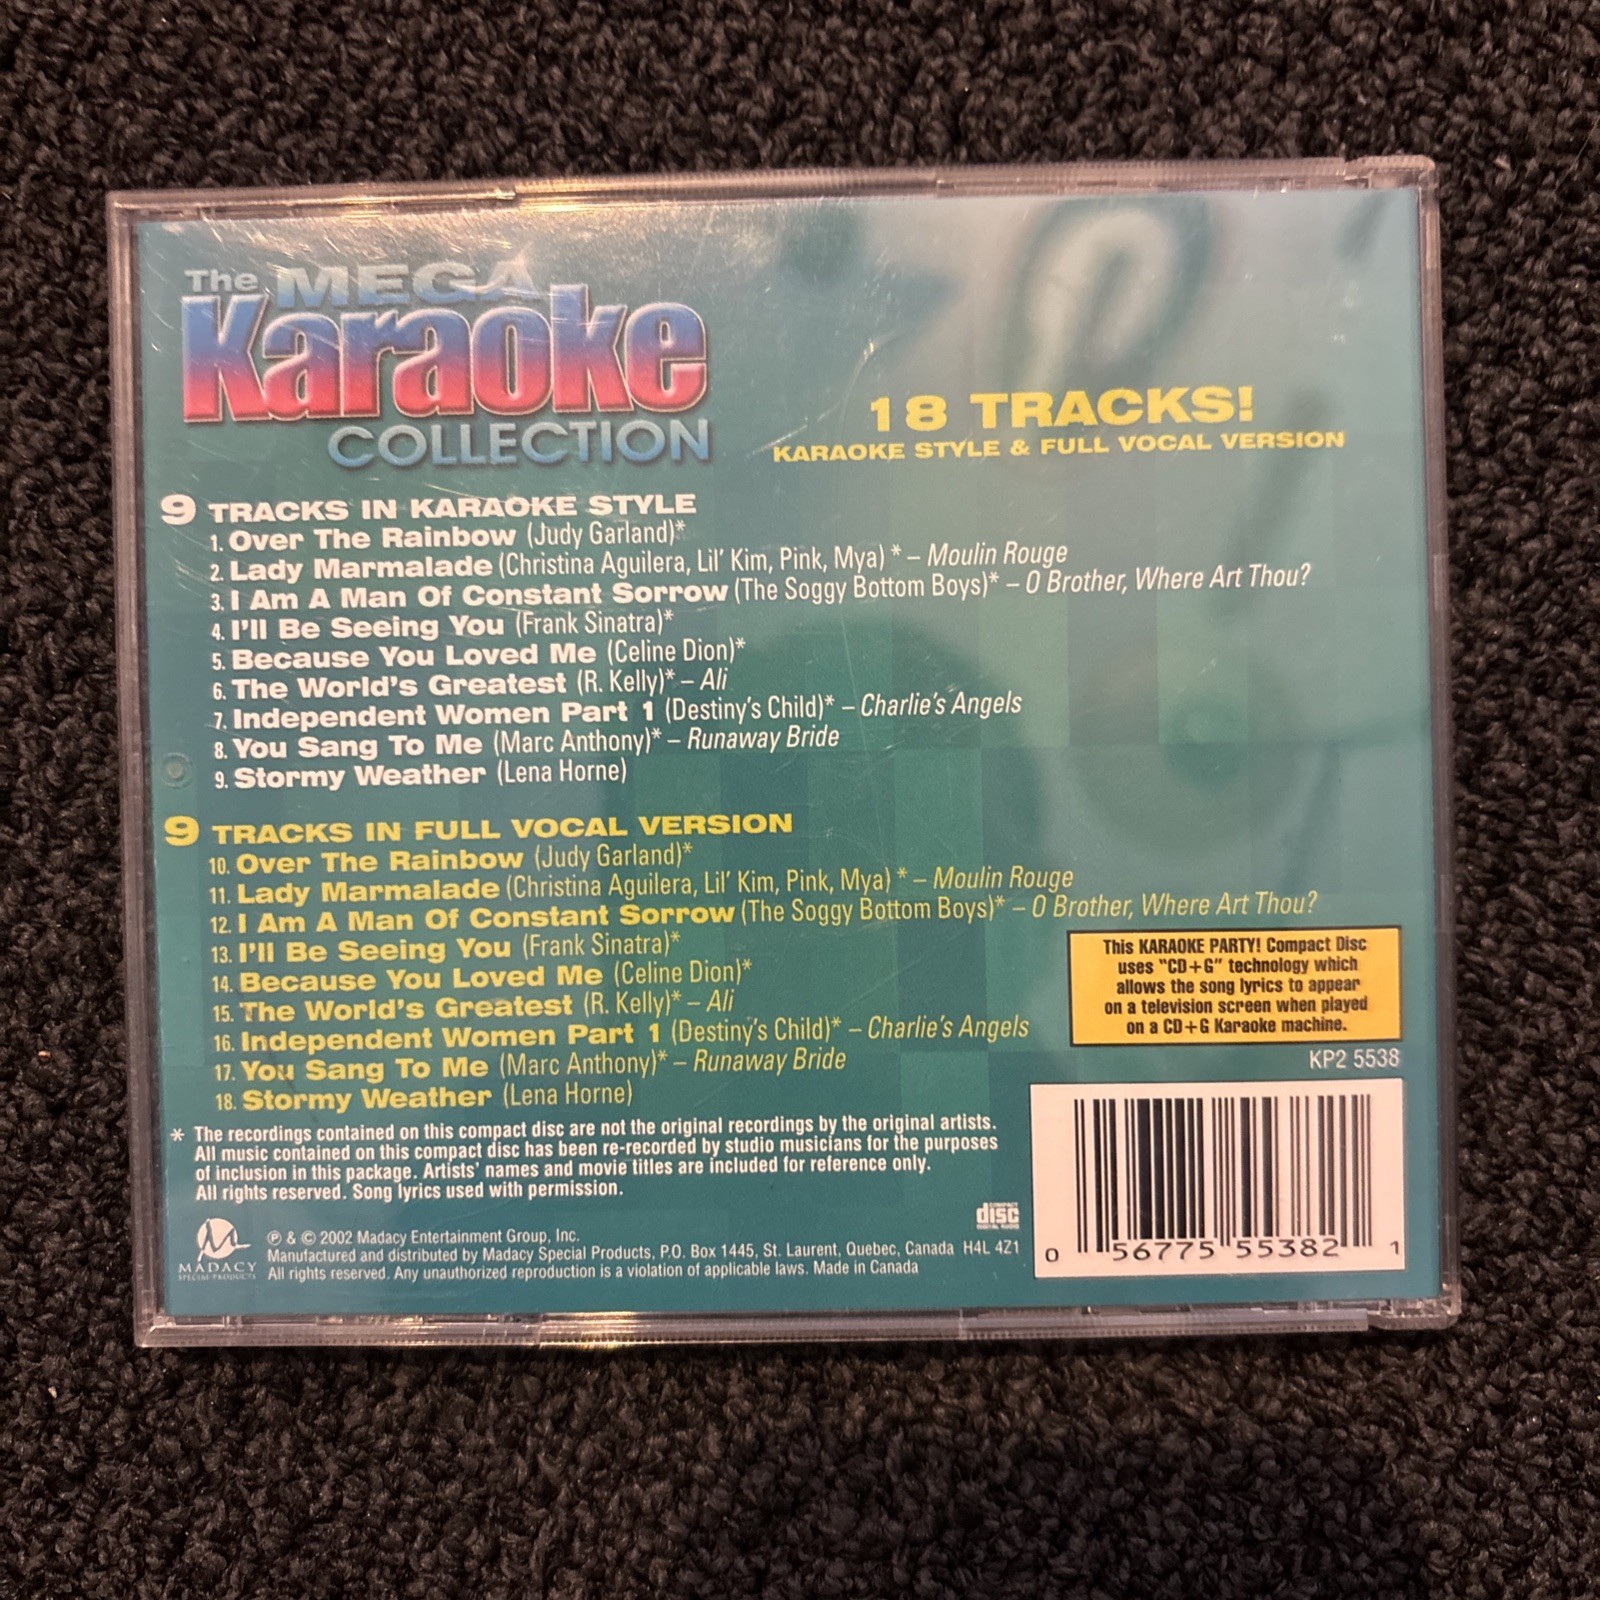 The MEGA
Karaoke
COLLECTION
18 TRACKS!
KARAOKE STYLE & FULL VOCAL VERSION
9 TRACKS IN KARAOKE STYLE
1. Over The Rainbow (Judy Garland)*
2. Lady Marmalade (Christina Aguilera, Lil' Kim, Pink, Mya) * – Moulin Rouge
3. I Am A Man Of Constant Sorrow (The Soggy Bottom Boys)* – O Brother, Where Art Thou?
4. I'll Be Seeing You (Frank Sinatra)*
5. Because You Loved Me (Celine Dion)*
6. The World's Greatest (R. Kelly)* – Ali
7. Independent Women Part 1 (Destiny's Child)* – Charlie's Angels
8. You Sang To Me (Marc Anthony)* – Runaway Bride
9. Stormy Weather (Lena Horne)
9 TRACKS IN FULL VOCAL VERSION
10. Over The Rainbow (Judy Garland)*
11. Lady Marmalade (Christina Aguilera, Lil' Kim, Pink, Mya) * – Moulin Rouge
12. I Am A Man Of Constant Sorrow (The Soggy Bottom Boys)* – O Brother, Where Art Thou?
13. I'll Be Seeing You (Frank Sinatra)*
14. Because You Loved Me (Celine Dion)*
15. The World's Greatest (R. Kelly)* – Ali
16. Independent Women Part 1 (Destiny's Child)* – Charlie's Angels
17. You Sang To Me (Marc Anthony)* – Runaway Bride
18. Stormy Weather (Lena Horne)
This KARAOKE PARTY! Compact Disc
uses "CD+G" technology which
allows the song lyrics to appear
on a television screen when played
on a CD+G Karaoke machine.
KP2 5538
* The recordings contained on this compact disc are not the original recordings by the original artists.
All music contained on this compact disc has been re-recorded by studio musicians for the purposes
of inclusion in this package. Artists' names and movie titles are included for reference only.
All rights reserved. Song lyrics used with permission.
MADACY
SPECIAL PRODUCTS
℗ & © 2002 Madacy Entertainment Group, Inc.
Manufactured and distributed by Madacy Special Products, P.O. Box 1445, St. Laurent, Quebec, Canada H4L 4Z1
All rights reserved. Any unauthorized reproduction is a violation of applicable laws. Made in Canada
COMPACT
disc
DIGITAL AUDIO
0 56775 55382 1